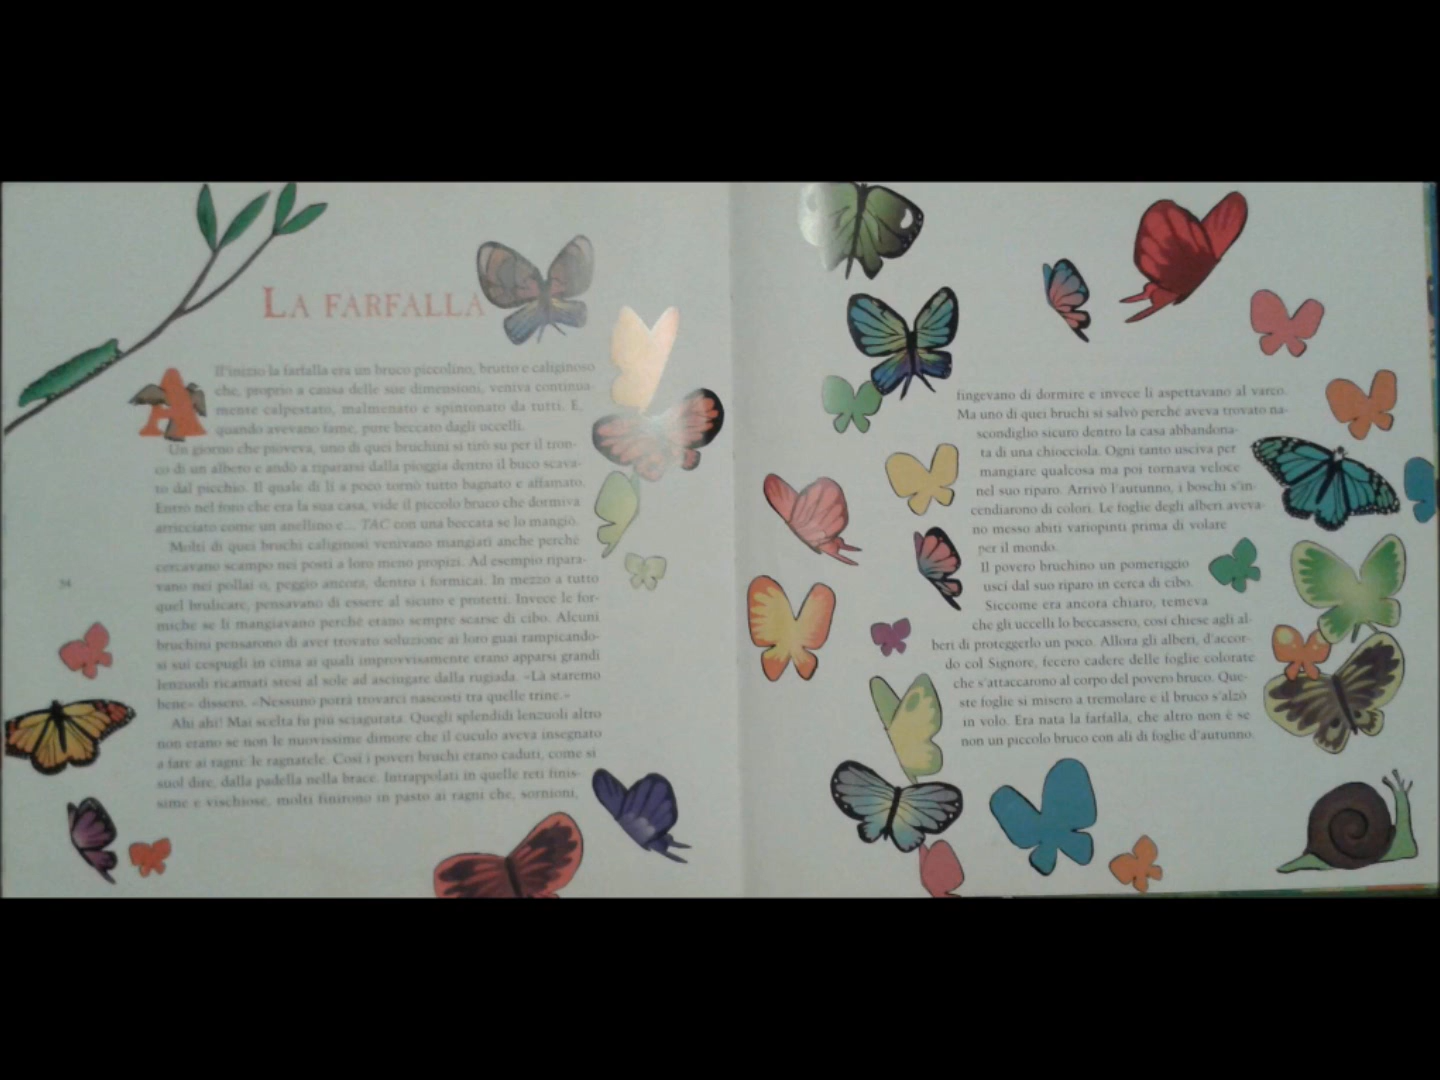 LA FARFALLA
All'inizio la farfalla era un bruco piccolino, brutto e caliginoso
che, proprio a causa delle sue dimensioni, veniva continua-
mente calpestato, malmenato e spintonato da tutti. E,
quando avevano fame, pure beccato dagli uccelli.
Un giorno che pioveva, uno di quei bruchini si tirò su per il tron-
co di un albero e andò a ripararsi dalla pioggia dentro il buco scava-
to dal picchio. Il quale di lì a poco tornò tutto bagnato e affamato.
Entrò nel foro che era la sua casa, vide il piccolo bruco che dormiva
arricciato come un anellino e... TAC con una beccata se lo mangiò.
Molti di quei bruchi caliginosi venivano mangiati anche perché
cercavano scampo nei posti a loro meno propizi. Ad esempio ripara-
vano nei pollai o, peggio ancora, dentro i formicai. In mezzo a tutto
quel brulicare, pensavano di essere al sicuro e protetti. Invece le for-
miche se li mangiavano perché erano sempre scarse di cibo. Alcuni
bruchini pensarono di aver trovato soluzione ai loro guai rampicando-
si sui cespugli in cima ai quali improvvisamente erano apparsi grandi
lenzuoli ricamati stesi al sole ad asciugare dalla rugiada. «Là staremo
bene» dissero. «Nessuno potrà trovarci nascosti tra quelle trine.»
Ahi ahi! Mai scelta fu più sciagurata. Quegli splendidi lenzuoli altro
non erano se non le nuovissime dimore che il cuculo aveva insegnato
a fare ai ragni: le ragnatele. Così i poveri bruchi erano caduti, come si
suol dire, dalla padella nella brace. Intrappolati in quelle reti finis-
sime e vischiose, molti finirono in pasto ai ragni che, sornioni,
54
fingevano di dormire e invece li aspettavano al varco.
Ma uno di quei bruchi si salvò perché aveva trovato na-
scondiglio sicuro dentro la casa abbandona-
ta di una chiocciola. Ogni tanto usciva per
mangiare qualcosa ma poi tornava veloce
nel suo riparo. Arrivò l'autunno, i boschi s'in-
cendiarono di colori. Le foglie degli alberi aveva-
no messo abiti variopinti prima di volare
per il mondo.
Il povero bruchino un pomeriggio
uscì dal suo riparo in cerca di cibo.
Siccome era ancora chiaro, temeva
che gli uccelli lo beccassero, così chiese agli al-
beri di proteggerlo un poco. Allora gli alberi, d'accor-
do col Signore, fecero cadere delle foglie colorate
che s'attaccarono al corpo del povero bruco. Que-
ste foglie si misero a tremolare e il bruco s'alzò
in volo. Era nata la farfalla, che altro non è se
non un piccolo bruco con ali di foglie d'autunno.